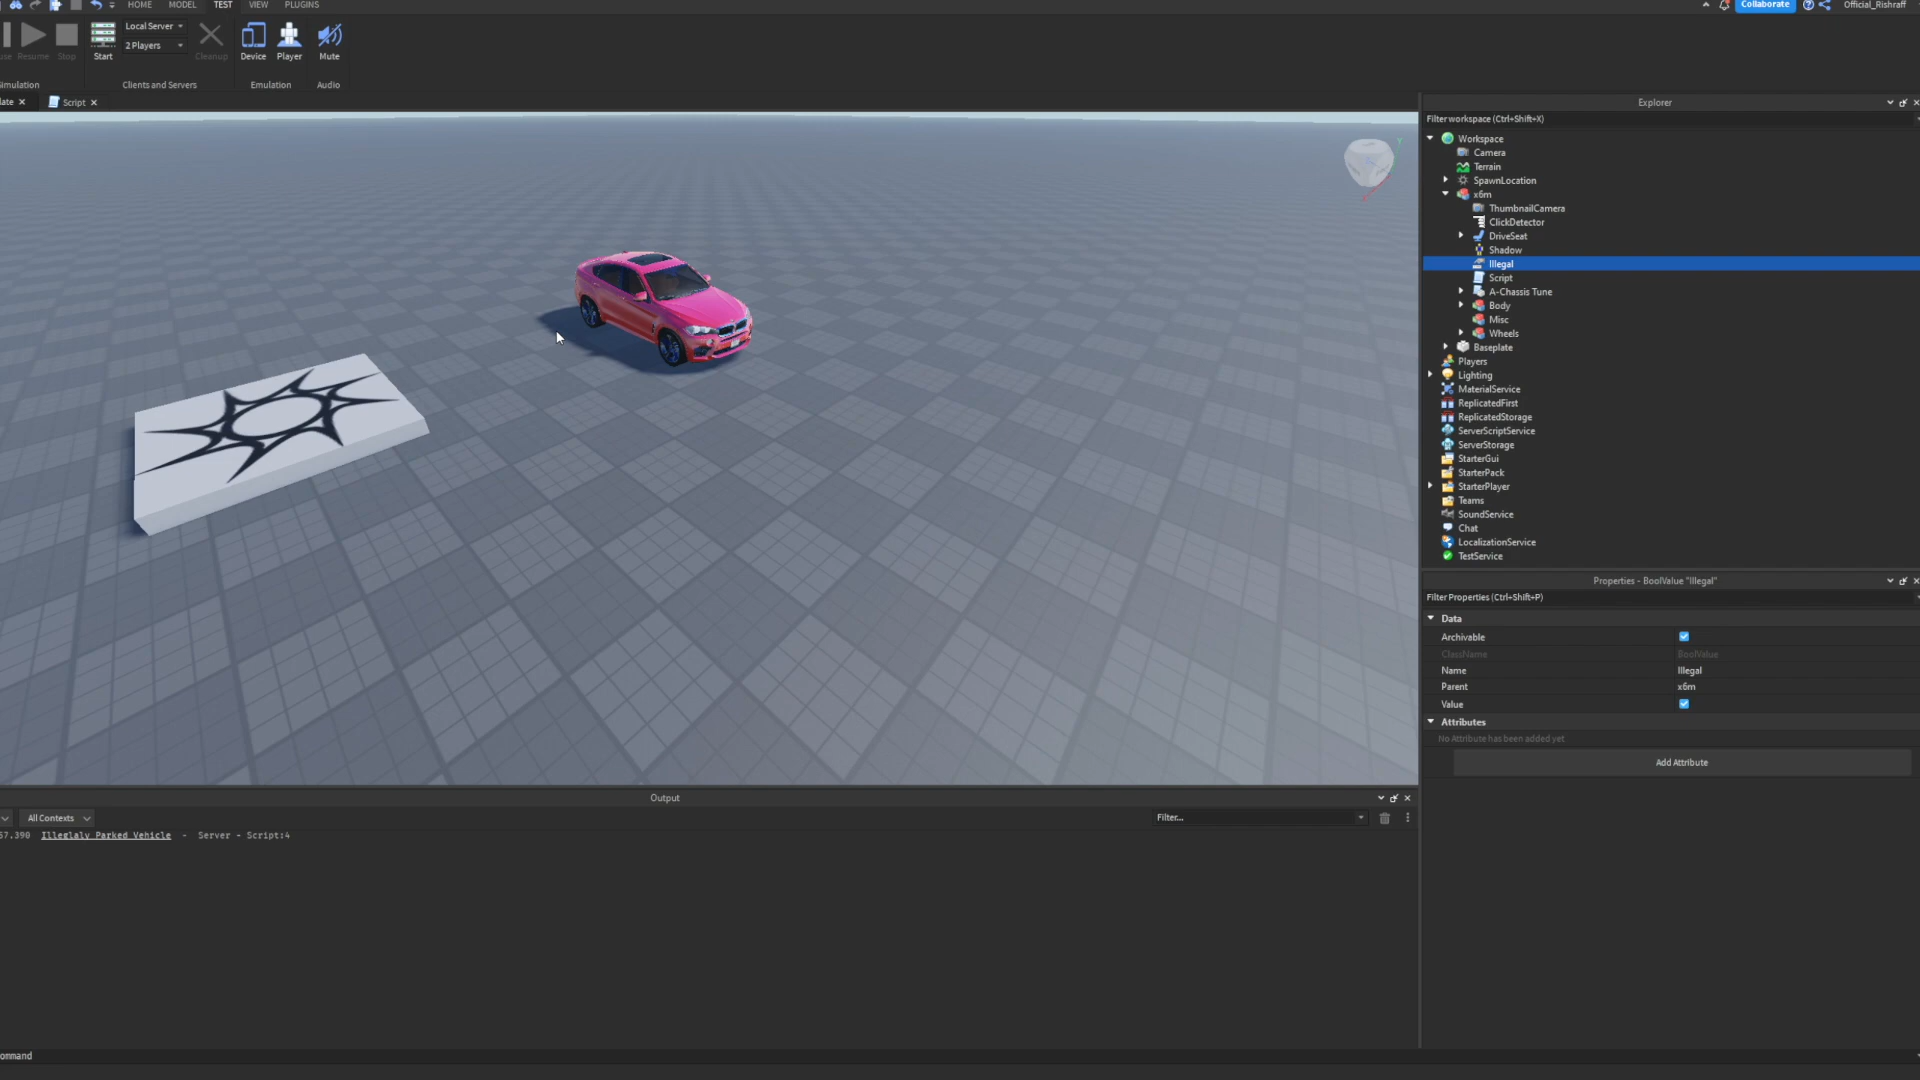 HOME MODEL TEST VIEW PLUGINS
Collaborate Official_Rishraff
Local Server
2 Players
Resume Stop Start Cleanup Device Player Mute
Clients and Servers Emulation Audio
Script
Explorer
Filter workspace (Ctrl+Shift+X)
Workspace
Camera
Terrain
SpawnLocation
x6m
ThumbnailCamera
ClickDetector
DriveSeat
Shadow
Illegal
Script
A-Chassis Tune
Body
Misc
Wheels
Baseplate
Players
Lighting
MaterialService
ReplicatedFirst
ReplicatedStorage
ServerScriptService
ServerStorage
StarterGui
StarterPack
StarterPlayer
Teams
SoundService
Chat
LocalizationService
TestService
Properties - BoolValue "Illegal"
Filter Properties (Ctrl+Shift+P)
Data
Archivable
ClassName BoolValue
Name Illegal
Parent x6m
Value
Attributes
No Attribute has been added yet
Add Attribute
Output
All Contexts
Filter...
57.390 Illeglaly Parked Vehicle - Server - Script:4
ommand